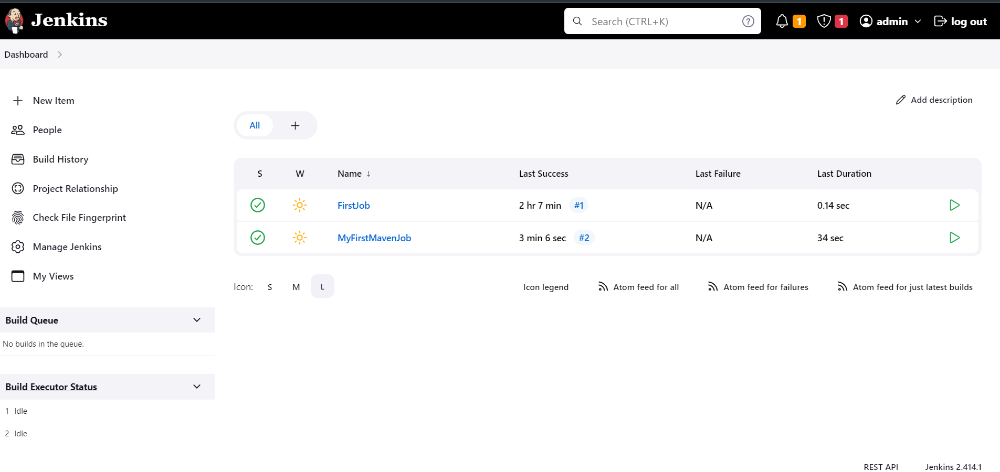 Jenkins
Search (CTRL+K)
?
1
1
admin
log out
Dashboard
New Item
People
Build History
Project Relationship
Check File Fingerprint
Manage Jenkins
My Views
Build Queue
No builds in the queue.
Build Executor Status
1 Idle
2 Idle
Add description
All +
S W Name ↓ Last Success Last Failure Last Duration
FirstJob 2 hr 7 min #1 N/A 0.14 sec
MyFirstMavenJob 3 min 6 sec #2 N/A 34 sec
Icon: S M L
Icon legend
Atom feed for all
Atom feed for failures
Atom feed for just latest builds
REST API
Jenkins 2.414.1